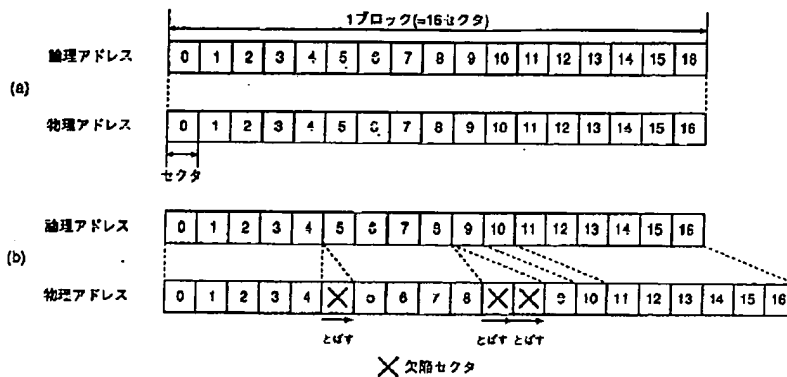 1ブロック(=16セクタ)
論理アドレス 0 1 2 3 4 5 6 7 8 9 10 11 12 13 14 15 16
(a)
物理アドレス 0 1 2 3 4 5 6 7 8 9 10 11 12 13 14 15 16
セクタ
論理アドレス 0 1 2 3 4 5 6 7 8 9 10 11 12 13 14 15 16
(b)
物理アドレス 0 1 2 3 4 5 6 7 8 9 10 11 12 13 14 15 16
とばす とばす とばす
欠陥セクタ